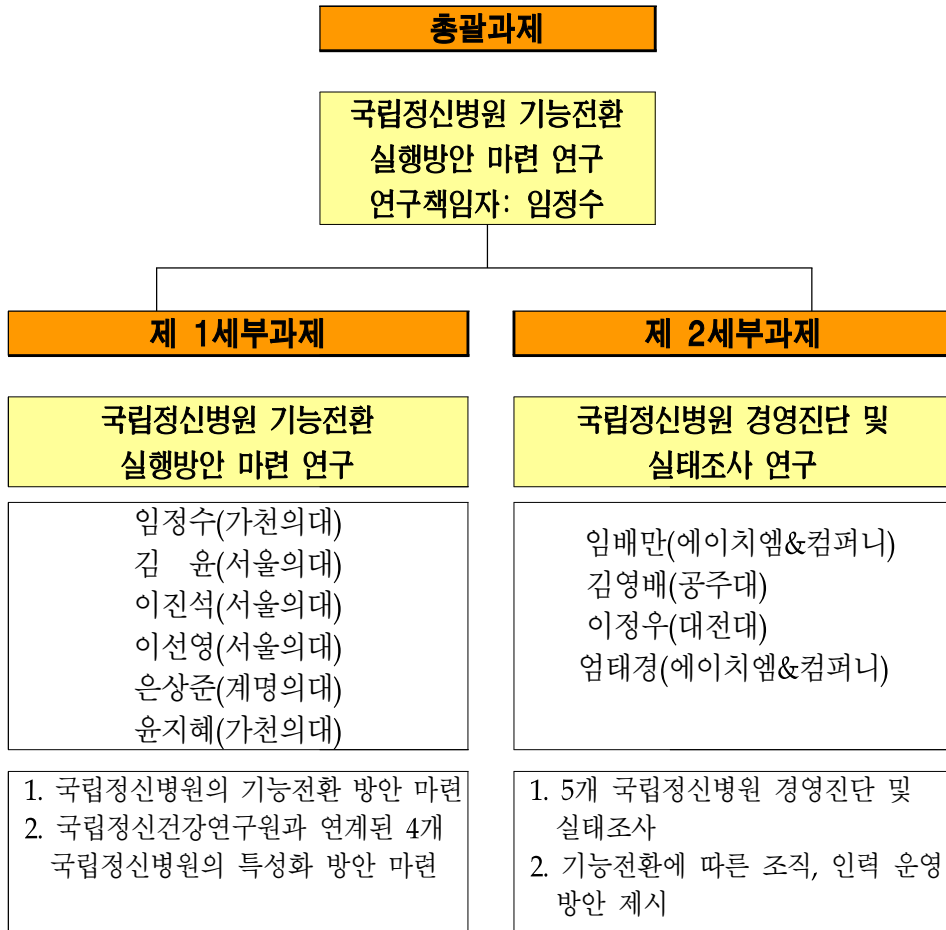 총괄과제
국립정신병원 기능전환
실행방안 마련 연구
연구책임자: 임정수
제 1세부과제
국립정신병원 기능전환
실행방안 마련 연구
임정수(가천의대)
김 윤(서울의대)
이진석(서울의대)
이선영(서울의대)
은상준(계명의대)
윤지혜(가천의대)
1. 국립정신병원의 기능전환 방안 마련
2. 국립정신건강연구원과 연계된 4개
국립정신병원의 특성화 방안 마련
제 2세부과제
국립정신병원 경영진단 및
실태조사 연구
임배만(에이치엠&컴퍼니)
김영배(공주대)
이정우(대전대)
엄태경(에이치엠&컴퍼니)
1. 5개 국립정신병원 경영진단 및
실태조사
2. 기능전환에 따른 조직, 인력 운영
방안 제시